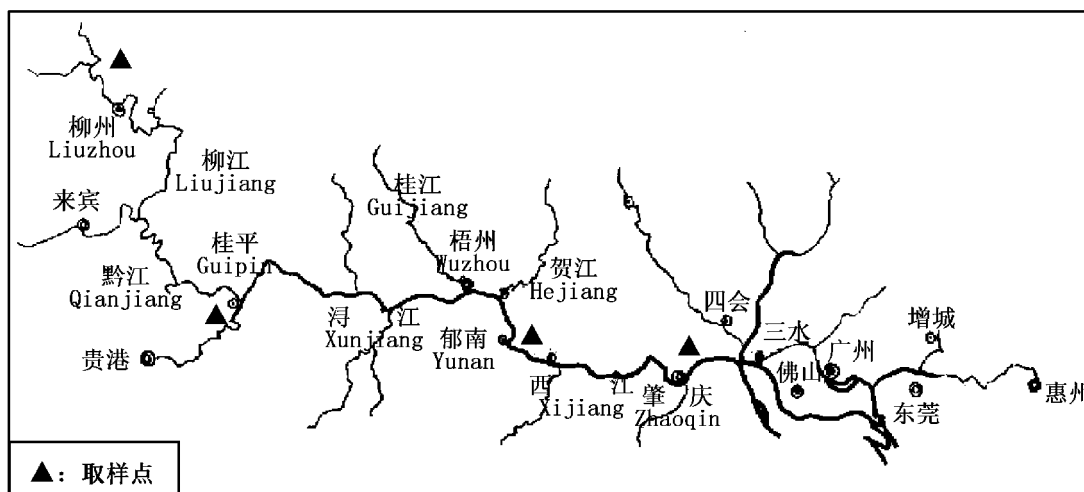 柳州
Liuzhou
柳江
Liujiang
来宾
桂江
Guijiang
桂平
Guipin
梧州
Wuzhou
贺江
Hejiang
黔江
Qianjiang
浔江
Xunjiang
四会
三水
增城
郁南
Yunan
广州
贵港
佛山
西江
Xijiang
肇庆
Zhaoqin
东莞
惠州
▲：取样点